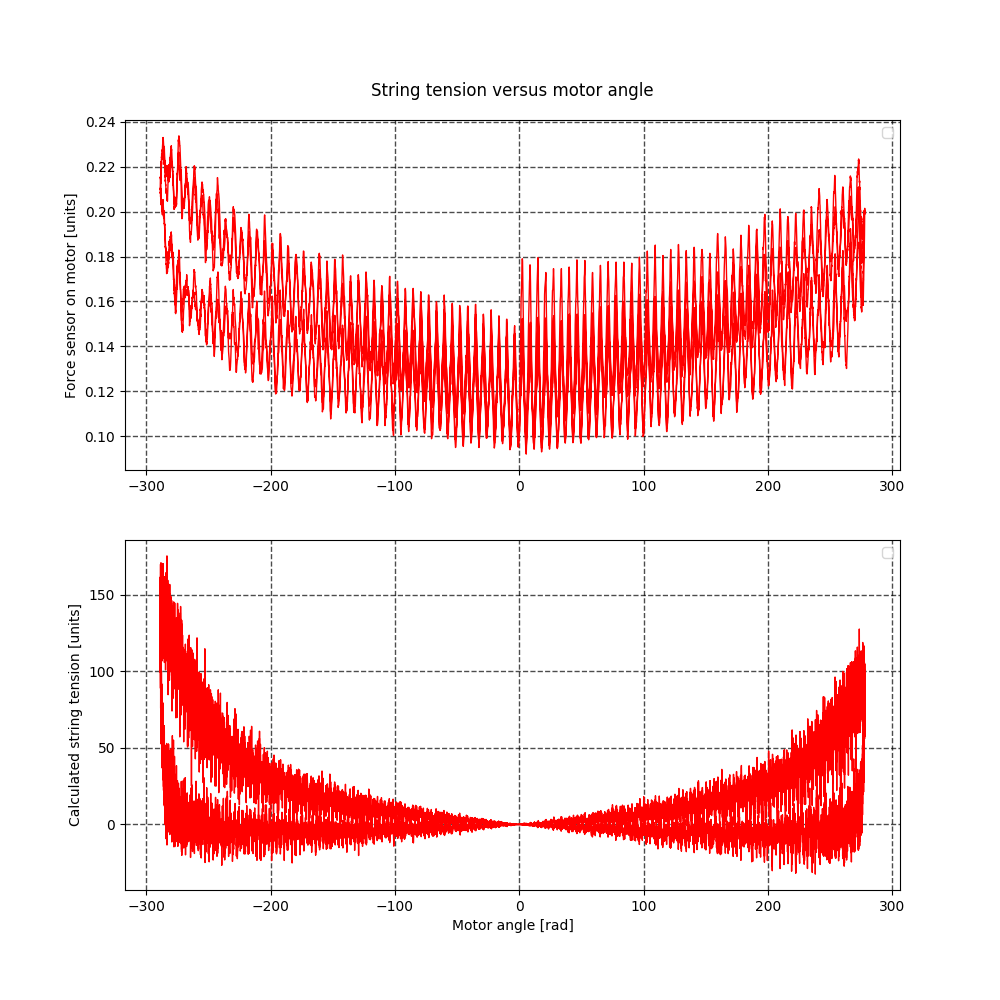 String tension versus motor angle
Force sensor on motor [units]
0.24
0.22
0.20
0.18
0.16
0.14
0.12
0.10
−300 −200 −100 0 100 200 300
Calculated string tension [units]
150
100
50
0
−300 −200 −100 0 100 200 300
Motor angle [rad]